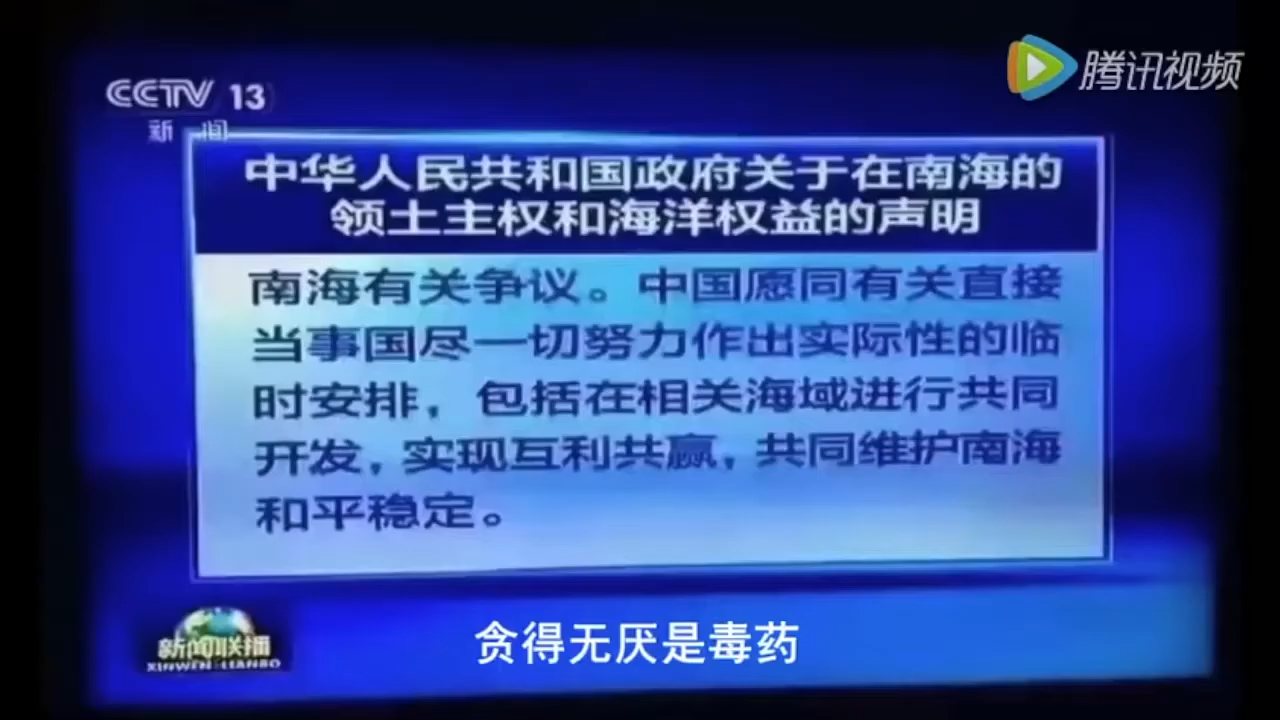 CCTV 13
新闻
腾讯视频
中华人民共和国政府关于在南海的
领土主权和海洋权益的声明
南海有关争议。中国愿同有关直接
当事国尽一切努力作出实际性的临
时安排，包括在相关海域进行共同
开发，实现互利共赢，共同维护南海
和平稳定。
新闻联播
XINWEN LIANBO
贪得无厌是毒药